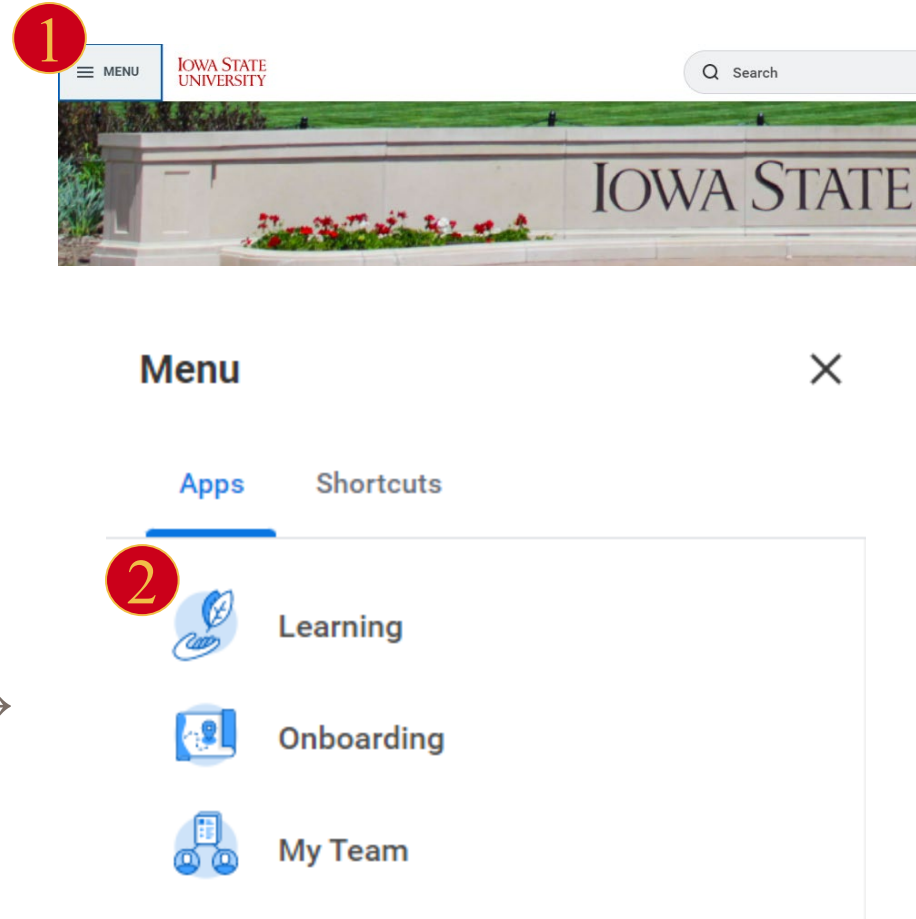 1
MENU
IOWA STATE
UNIVERSITY
Search
IOWA STATE
Menu
Apps
Shortcuts
2
Learning
Onboarding
My Team